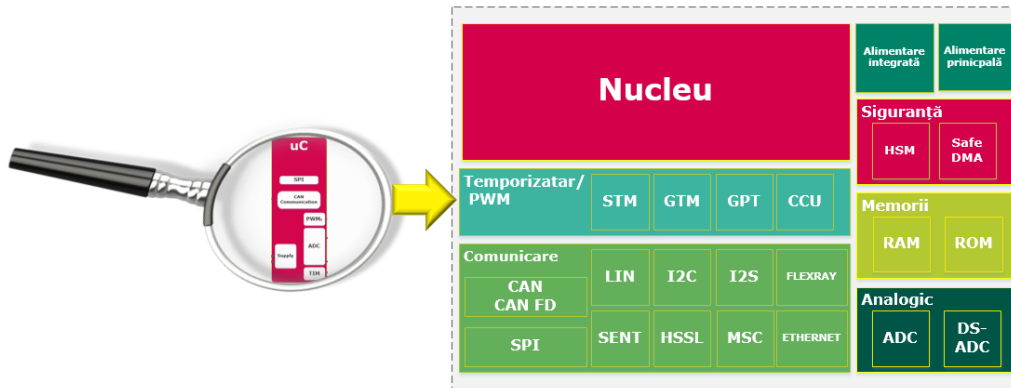 uC
SPI
CAN
Communication
PWMs
ADC
Supply
TIM
Nucleu
Temporizatar/
PWM
STM
GTM
GPT
CCU
Comunicare
CAN
CAN FD
SPI
LIN
I2C
I2S
FLEXRAY
SENT
HSSL
MSC
ETHERNET
Alimentare
integrată
Alimentare
prinicpală
Siguranță
HSM
Safe
DMA
Memorii
RAM
ROM
Analogic
ADC
DS-
ADC